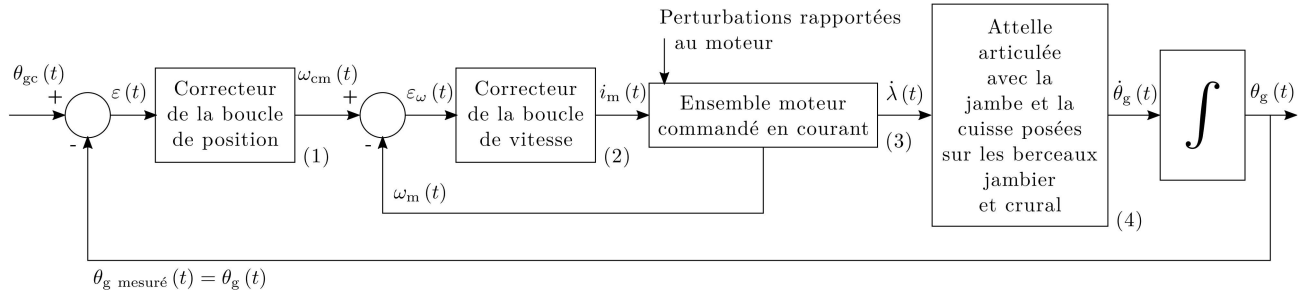 Perturbations rapportées
au moteur
θgc (t)
+
-
ε (t)
Correcteur
de la boucle
de position
(1)
ωcm (t)
+
-
εω (t)
Correcteur
de la boucle
de vitesse
(2)
im (t)
Ensemble moteur
commandé en courant
(3)
λ̇ (t)
Attelle
articulée
avec la
jambe et la
cuisse posées
sur les berceaux
jambier
et crural
(4)
θ̇g (t)
∫
θg (t)
ωm (t)
θg mesuré (t) = θg (t)